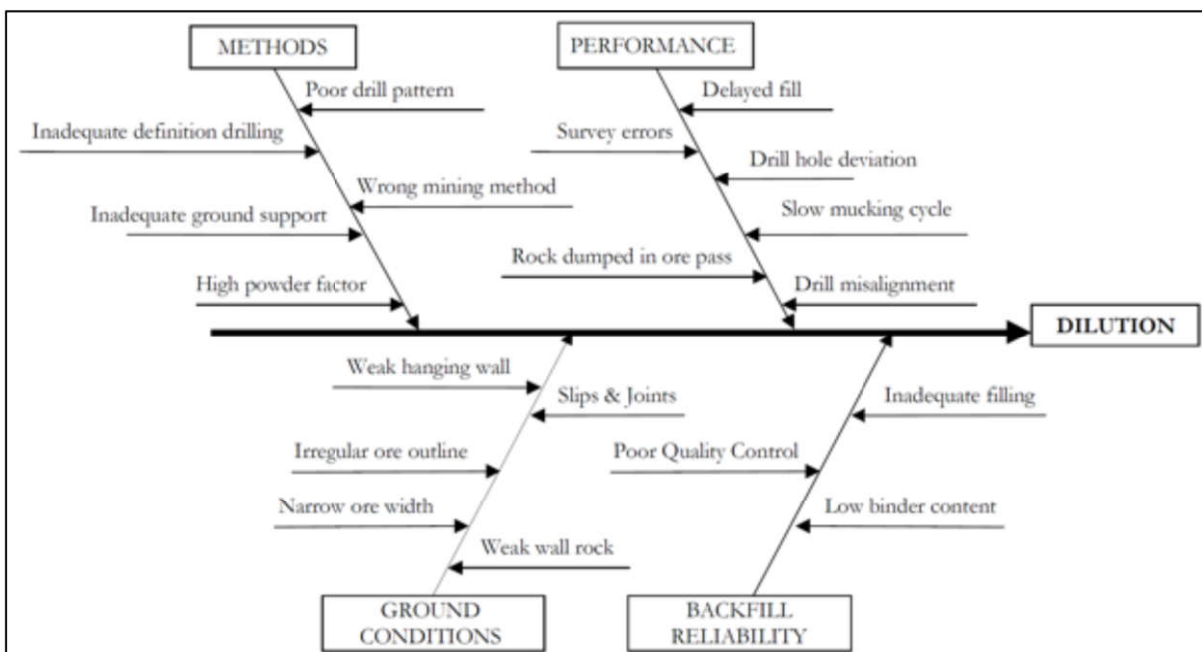 METHODS
PERFORMANCE
Poor drill pattern
Delayed fill
Inadequate definition drilling
Survey errors
Drill hole deviation
Wrong mining method
Inadequate ground support
Slow mucking cycle
Rock dumped in ore pass
High powder factor
Drill misalignment
DILUTION
Weak hanging wall
Slips & Joints
Inadequate filling
Irregular ore outline
Poor Quality Control
Narrow ore width
Low binder content
Weak wall rock
GROUND
CONDITIONS
BACKFILL
RELIABILITY